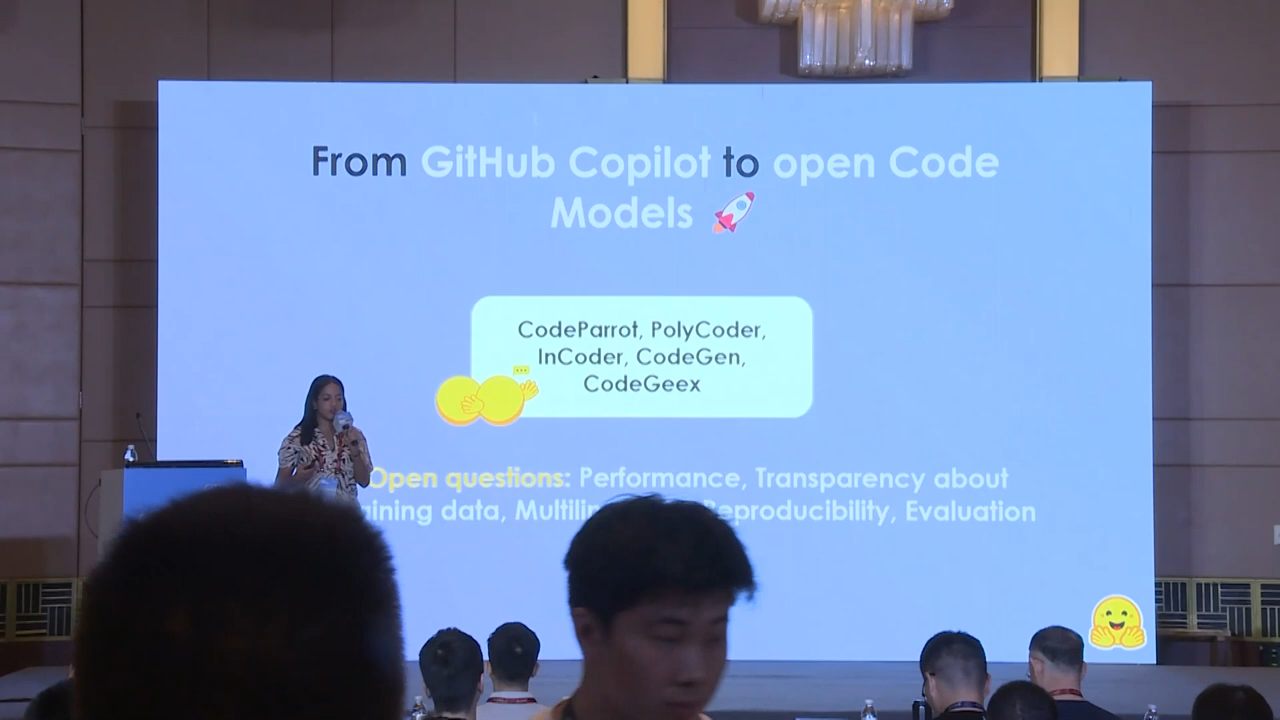 From GitHub Copilot to open Code
Models
CodeParrot, PolyCoder,
InCoder, CodeGen,
CodeGeex
Open questions: Performance, Transparency about
data, Reproducibility, Evaluation